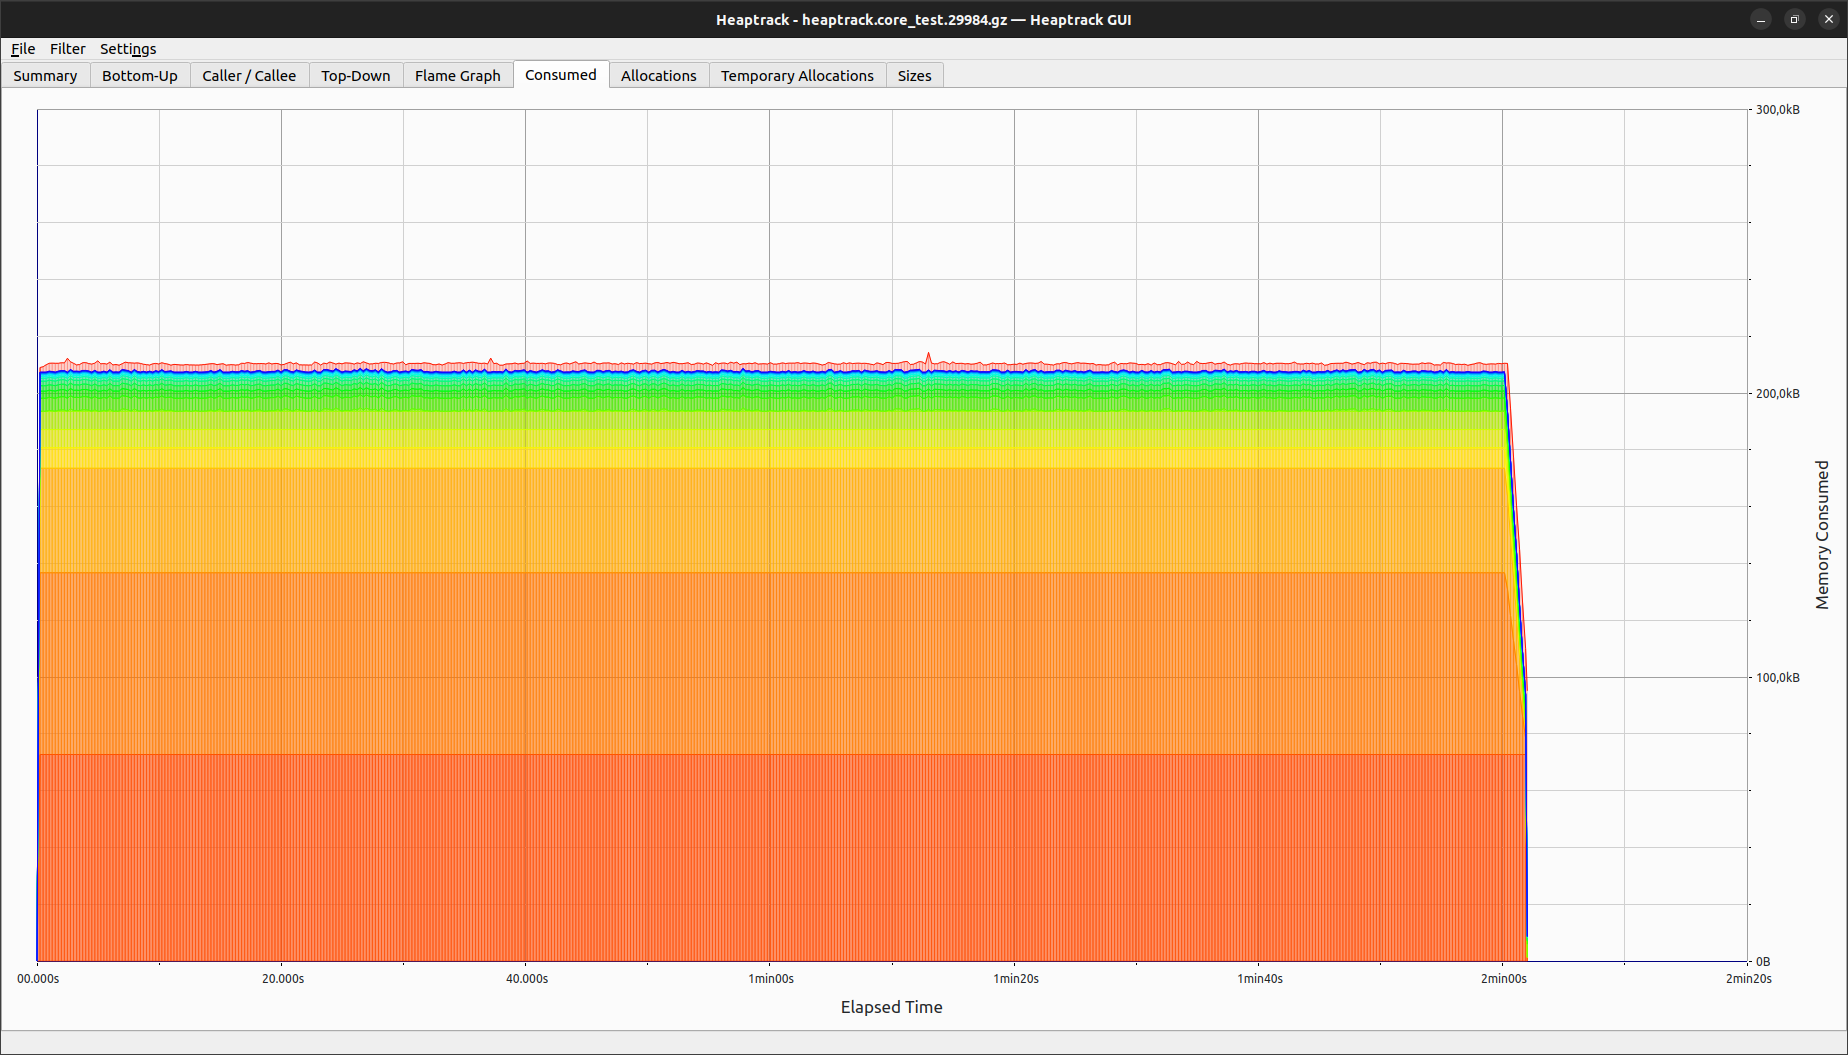 Heaptrack - heaptrack.core_test.29984.gz — Heaptrack GUI
File Filter Settings
Summary Bottom-Up Caller / Callee Top-Down Flame Graph Consumed Allocations Temporary Allocations Sizes
300,0kB
200,0kB
Memory Consumed
100,0kB
0B
00.000s 20.000s 40.000s 1min00s 1min20s 1min40s 2min00s 2min20s
Elapsed Time